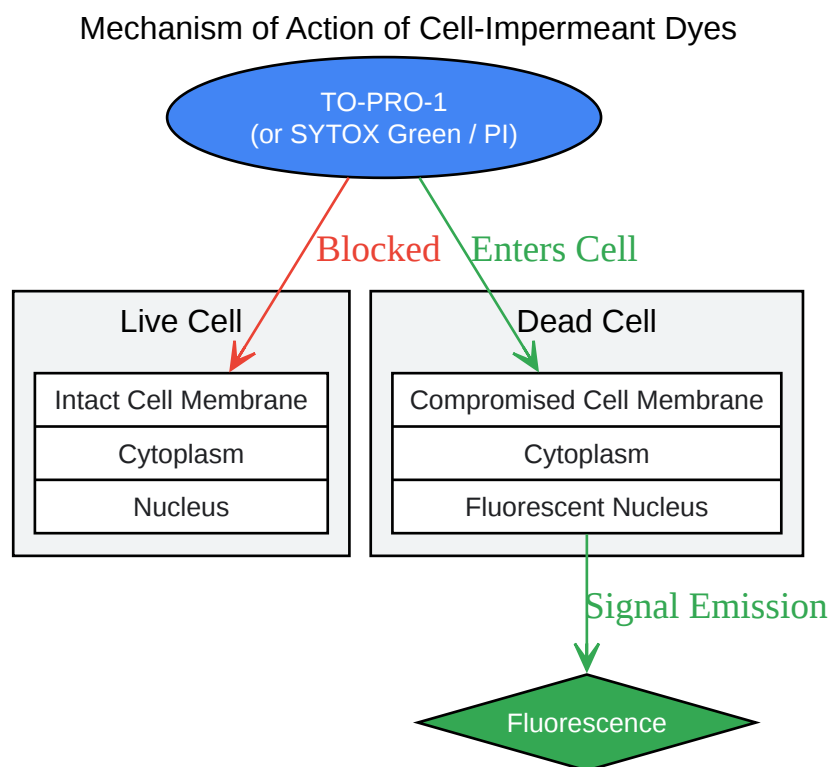 Mechanism of Action of Cell-Impermeant Dyes
TO-PRO-1
(or SYTOX Green / PI)
Blocked
Enters Cell
Live Cell
Intact Cell Membrane
Cytoplasm
Nucleus
Dead Cell
Compromised Cell Membrane
Cytoplasm
Fluorescent Nucleus
Signal Emission
Fluorescence